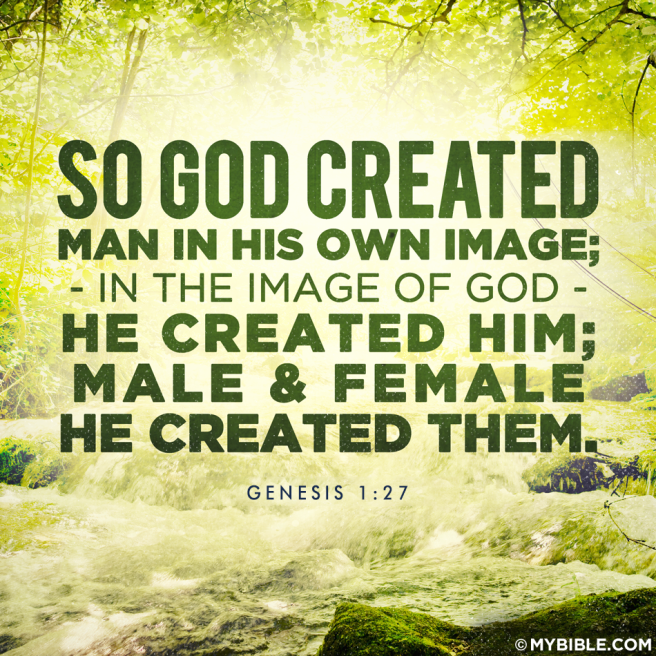 SO GOD CREATED
MAN IN HIS OWN IMAGE;
- IN THE IMAGE OF GOD -
HE CREATED HIM;
MALE & FEMALE
HE CREATED THEM.
GENESIS 1:27
© MYBIBLE.COM